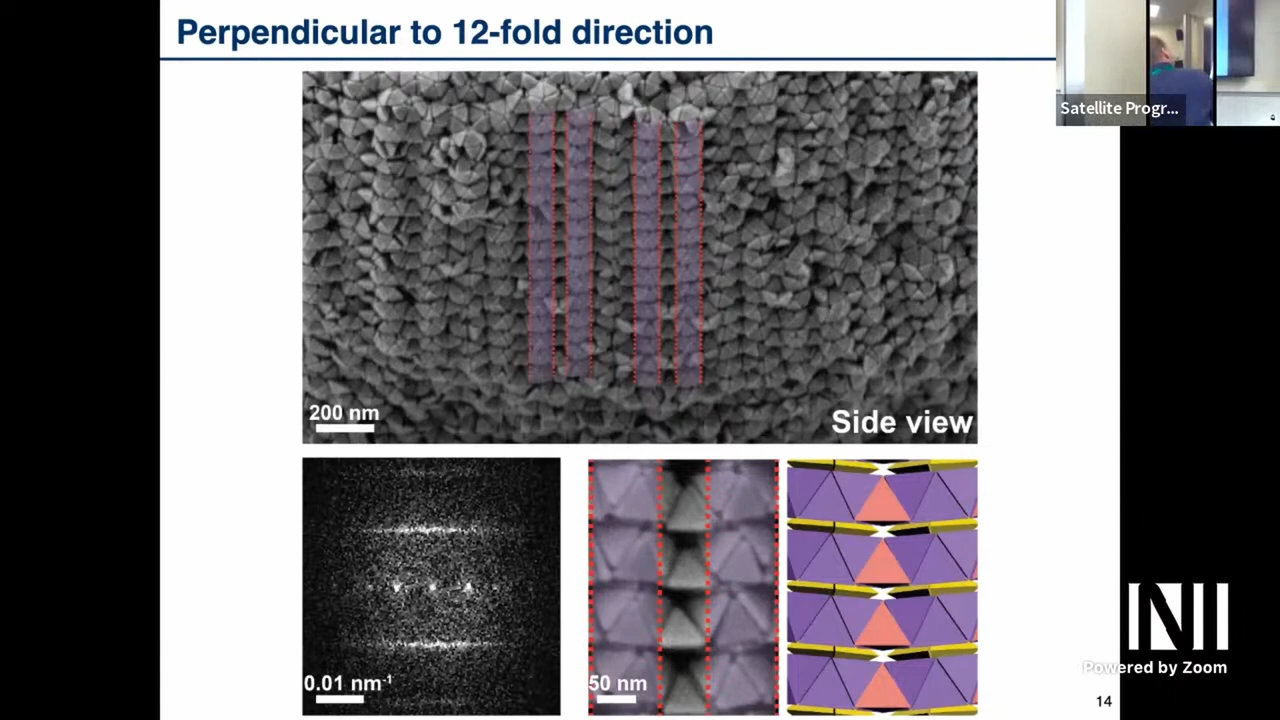 Perpendicular to 12-fold direction
Satellite Progr...
200 nm
Side view
0.01 nm-1
50 nm
NI
Powered by Zoom
14